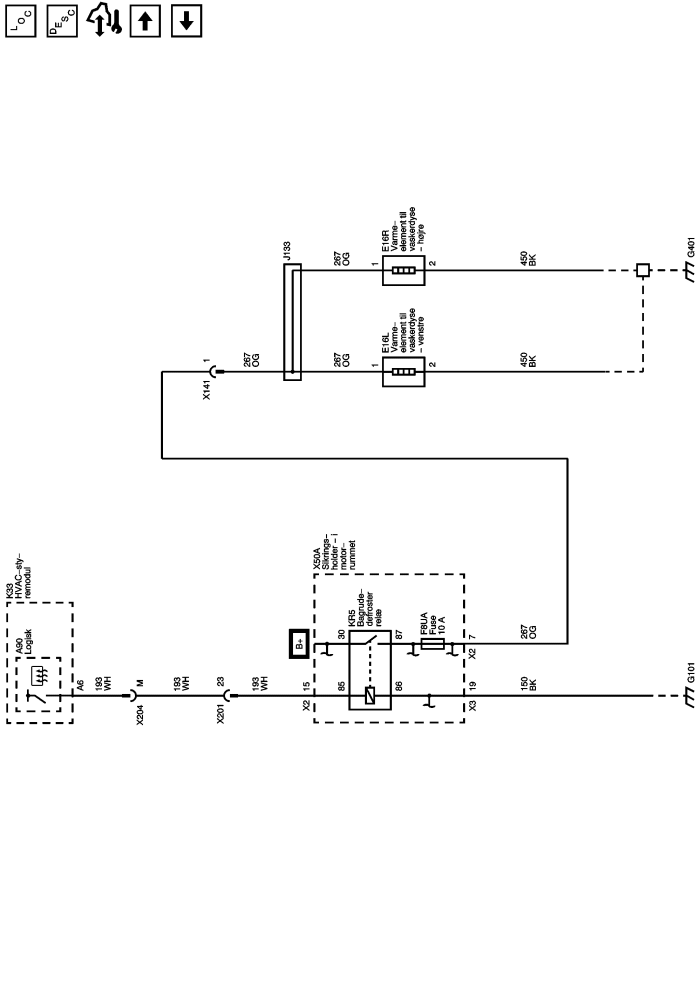 LOC
DESC
K33
HVAC-sty-
remodul
A90
Logisk
A6
193
WH
X204
M
193
WH
X201
23
193
WH
X2
15
B+
X50A
Sikrings-
holder - i
motor-
rummet
KR5
Bagrude-
defroster
relæ
30
87
85
86
F8UA
Fuse
10 A
X2
7
267
OG
X3
19
150
BK
G101
X141
1
267
OG
J133
267
OG
267
OG
E16L
Varme-
element til
vaskerdyse
- venstre
1
2
450
BK
E16R
Varme-
element til
vaskerdyse
- højre
1
2
450
BK
G401